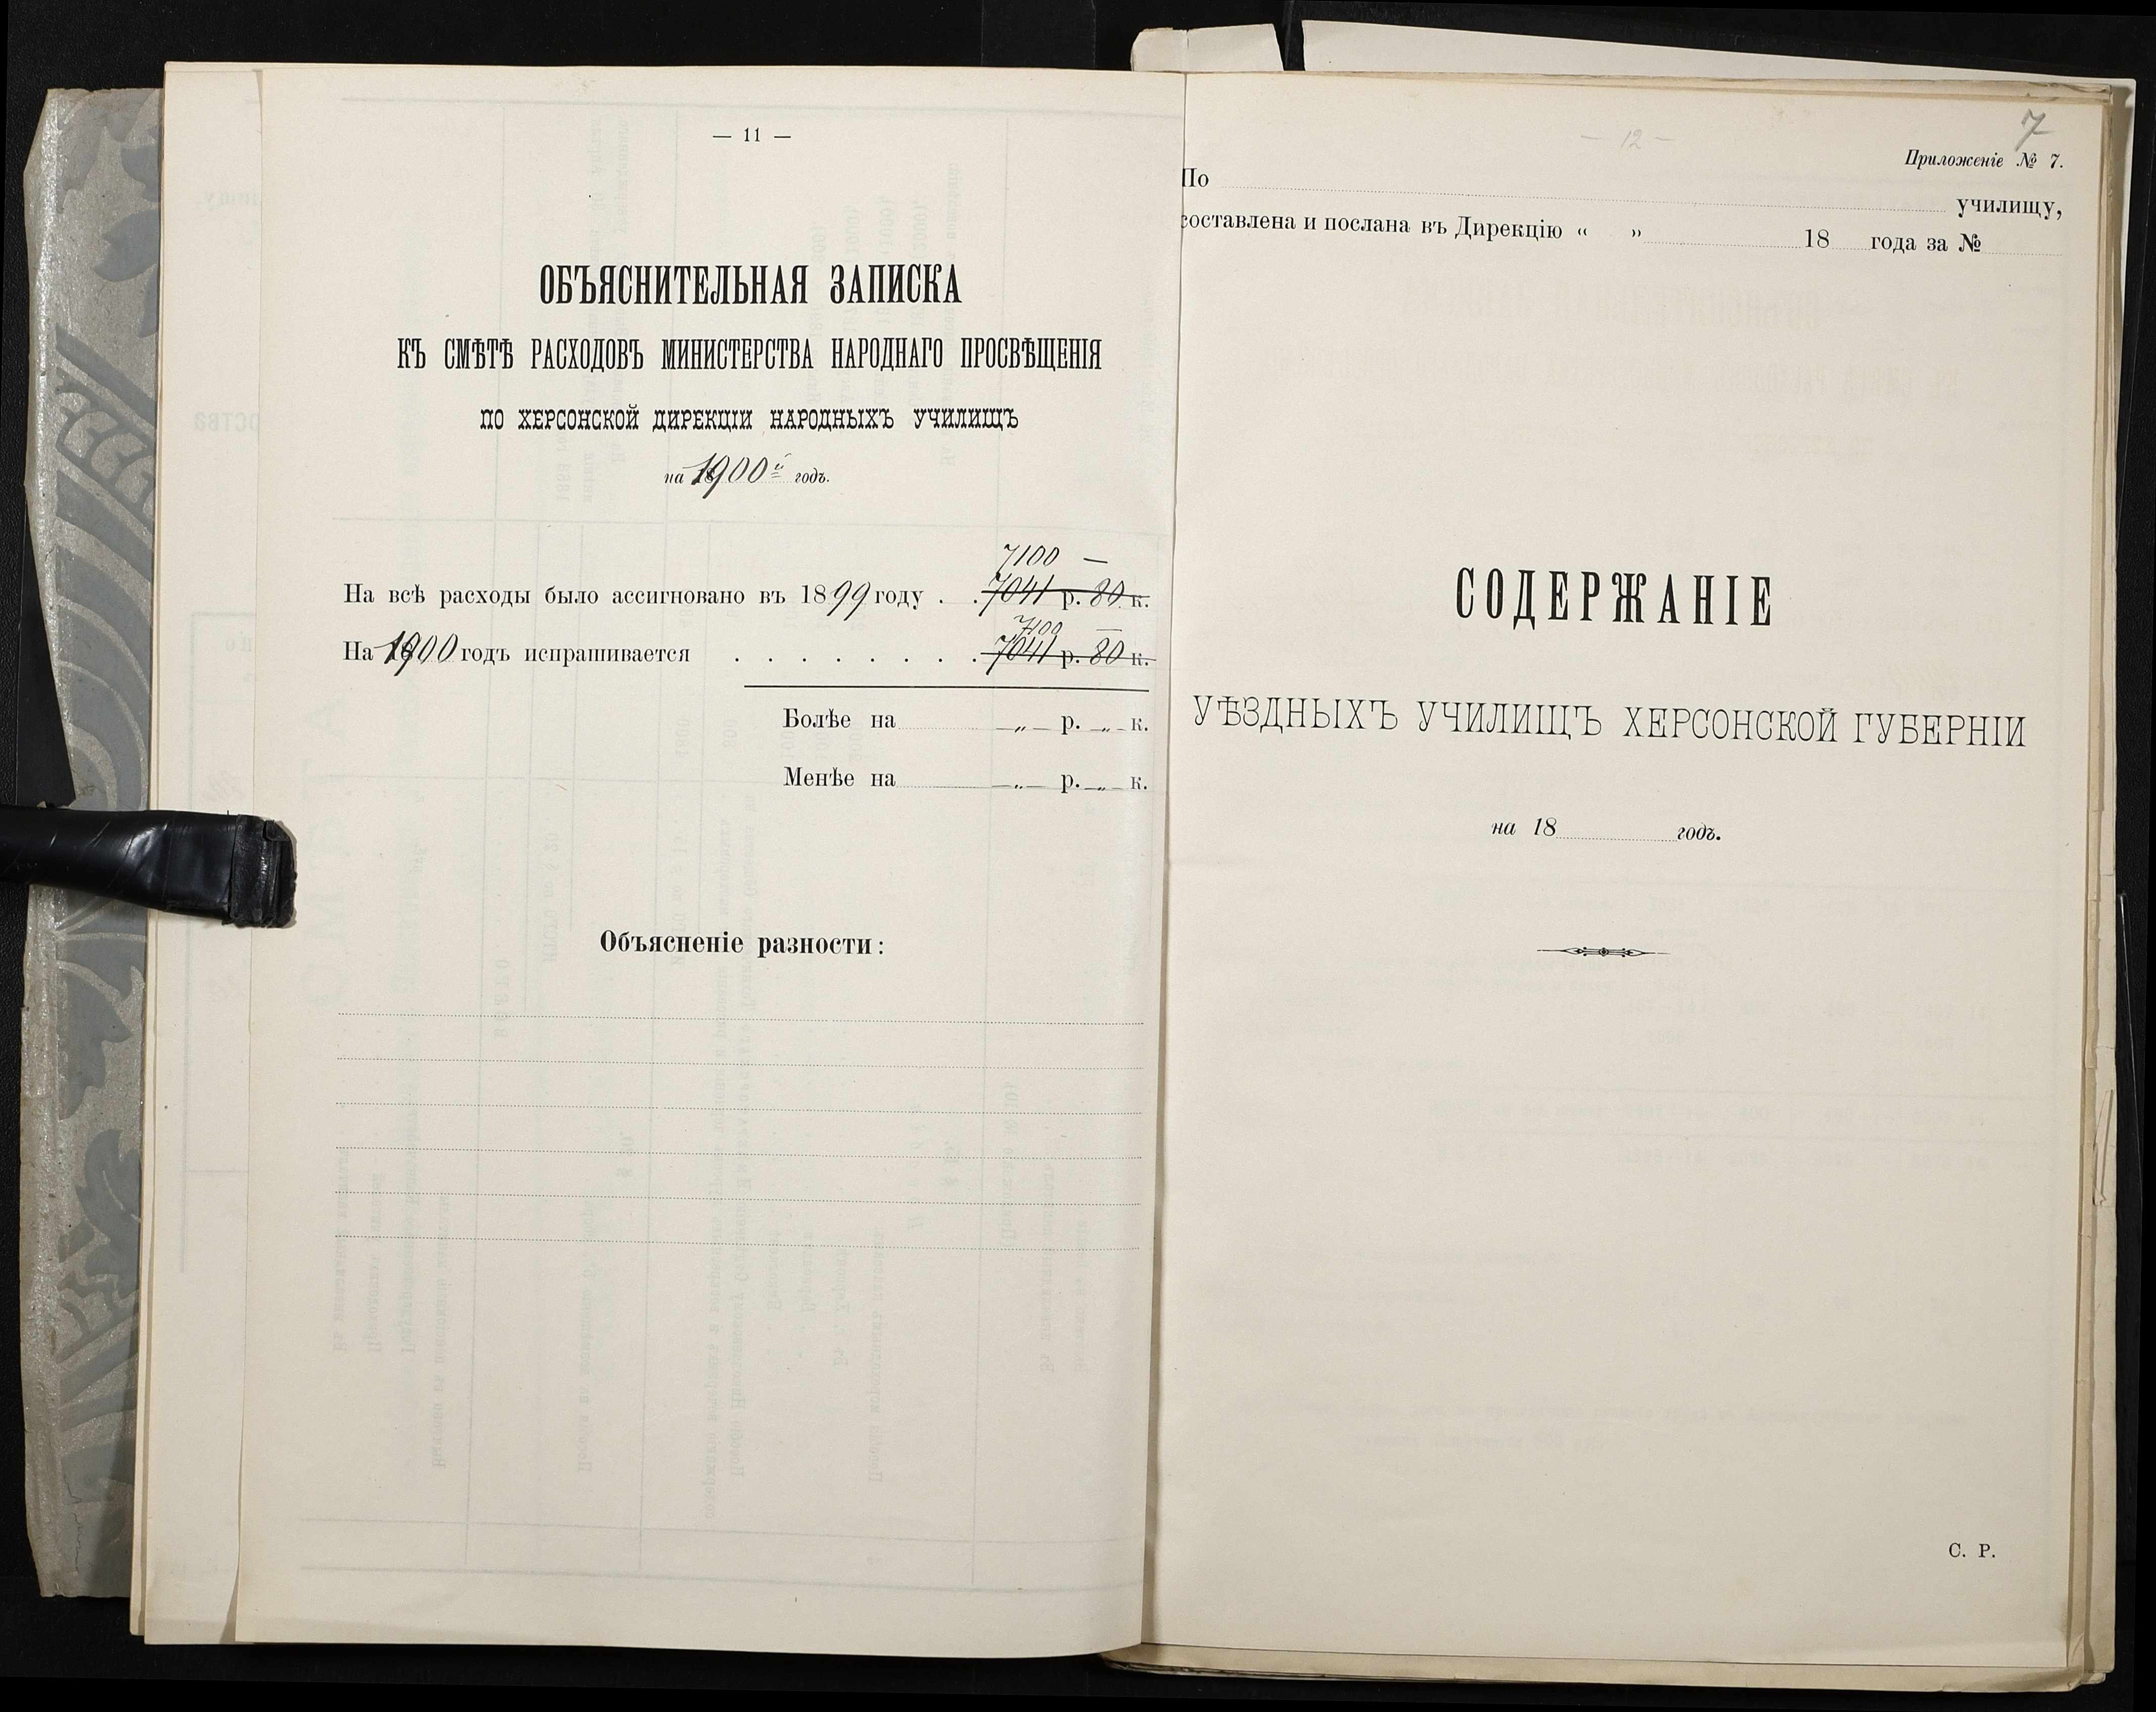 — 11 —
ОБЪЯСНИТЕЛЬНАЯ ЗАПИСКА
КЪ СМѢТѢ РАСХОДОВЪ МИНИСТЕРСТВА НАРОДНАГО ПРОСВѢЩЕНІЯ
ПО ХЕРСОНСКОЙ ДИРЕКЦІИ НАРОДНЫХЪ УЧИЛИЩЪ
на 1900й годъ.
7100 —
На всѣ расходы было ассигновано въ 1899 году . . 7041 р. 80 к.
7100 —
На 1900 годъ испрашивается . . . . . . . . 7041 р. 80 к.
Болѣе на —„— р. —„— к.
Менѣе на —„— р. —„— к.
Объясненіе разности:
7
— 12 —
Приложеніе № 7.
По училищу,
составлена и послана въ Дирекцію “ ” 18 года за №
СОДЕРЖАНІЕ
УѢЗДНЫХЪ УЧИЛИЩЪ ХЕРСОНСКОЙ ГУБЕРНІИ
на 18 годъ.
С. Р.